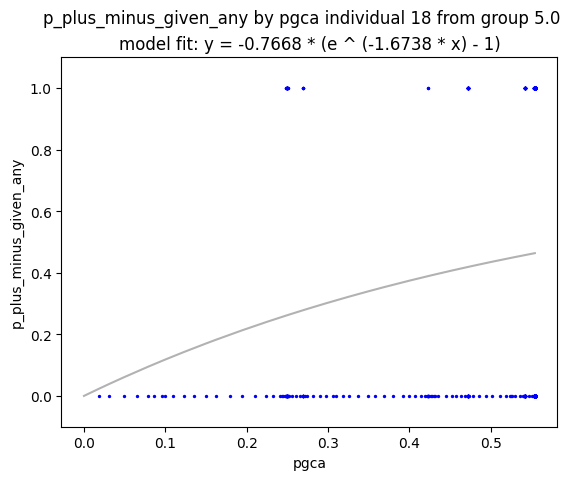 p_plus_minus_given_any by pgca individual 18 from group 5.0
model fit: y = -0.7668 * (e ^ (-1.6738 * x) - 1)
1.0
0.8
0.6
0.4
0.2
0.0
p_plus_minus_given_any
0.0 0.1 0.2 0.3 0.4 0.5
pgca